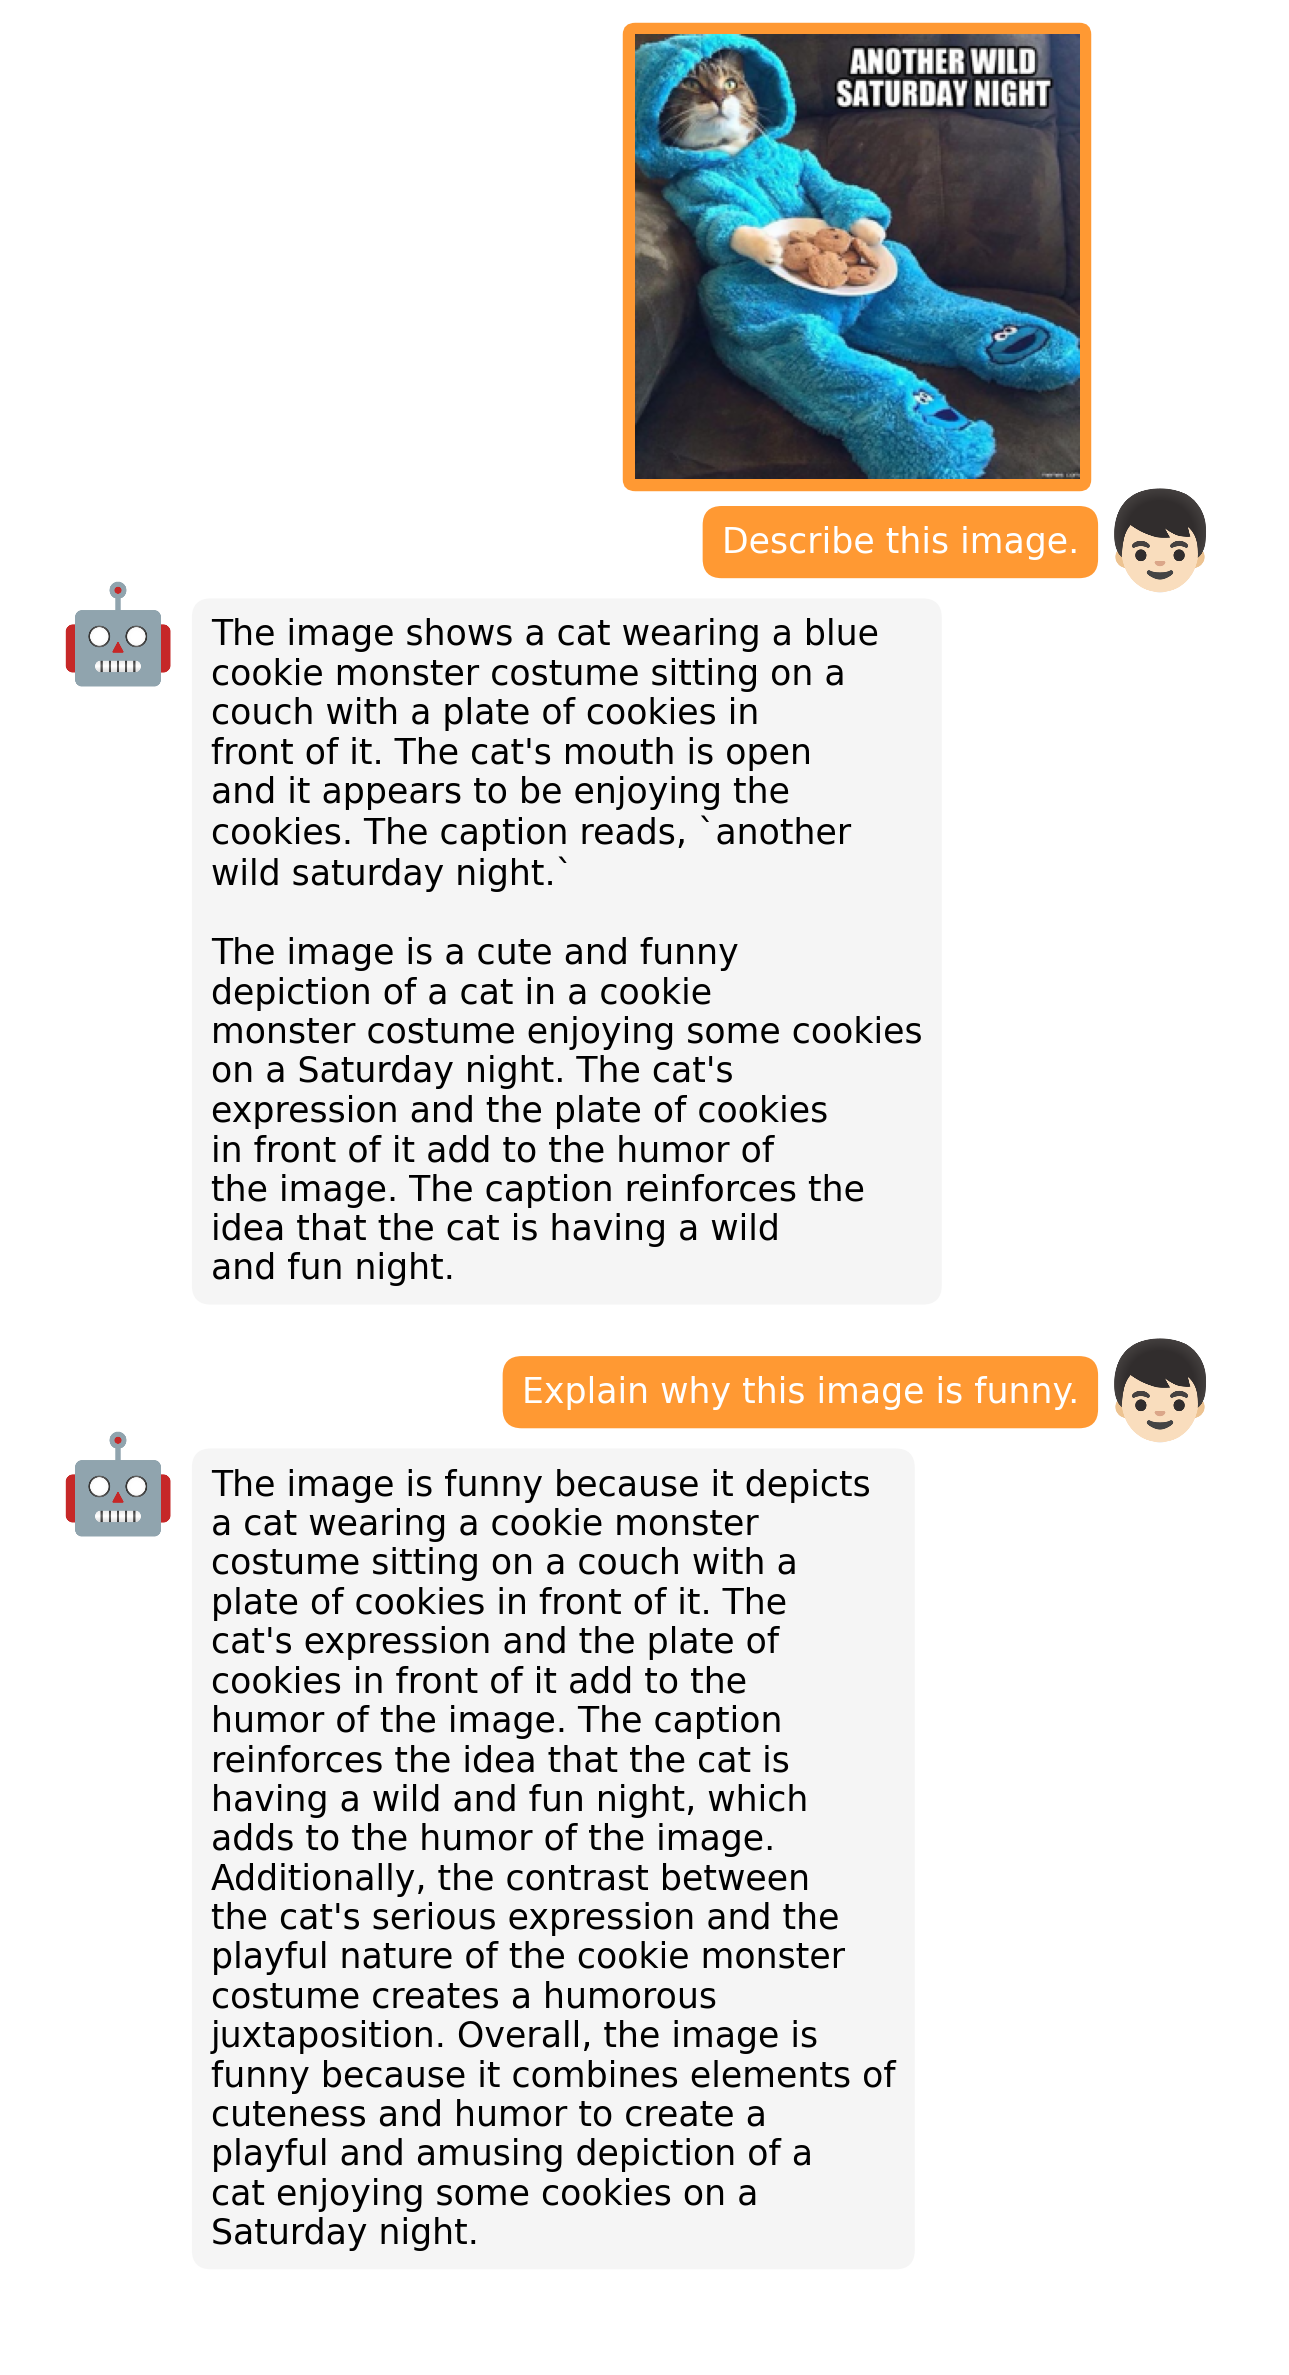 ANOTHER WILD
SATURDAY NIGHT
Describe this image.
The image shows a cat wearing a blue
cookie monster costume sitting on a
couch with a plate of cookies in
front of it. The cat's mouth is open
and it appears to be enjoying the
cookies. The caption reads, `another
wild saturday night.`
The image is a cute and funny
depiction of a cat in a cookie
monster costume enjoying some cookies
on a Saturday night. The cat's
expression and the plate of cookies
in front of it add to the humor of
the image. The caption reinforces the
idea that the cat is having a wild
and fun night.
Explain why this image is funny.
The image is funny because it depicts
a cat wearing a cookie monster
costume sitting on a couch with a
plate of cookies in front of it. The
cat's expression and the plate of
cookies in front of it add to the
humor of the image. The caption
reinforces the idea that the cat is
having a wild and fun night, which
adds to the humor of the image.
Additionally, the contrast between
the cat's serious expression and the
playful nature of the cookie monster
costume creates a humorous
juxtaposition. Overall, the image is
funny because it combines elements of
cuteness and humor to create a
playful and amusing depiction of a
cat enjoying some cookies on a
Saturday night.